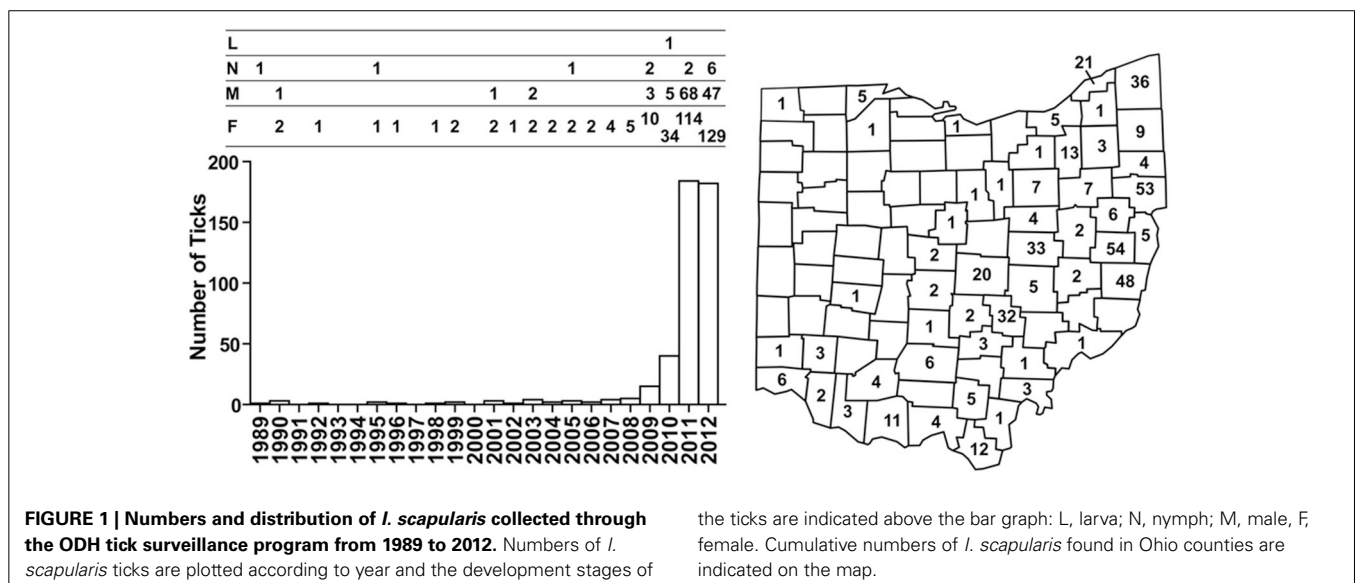 L 1
N 1 1 1 2 2 6
M 1 1 2 3 5 68 47
F 2 1 1 1 1 2 2 1 2 2 2 2 4 5 10 34 114 129
200
150
100
50
0
Number of Ticks
1989 1990 1991 1992 1993 1994 1995 1996 1997 1998 1999 2000 2001 2002 2003 2004 2005 2006 2007 2008 2009 2010 2011 2012
21
36
1 5 1
1 1 5 9
1 13 3
4
1 1 7 7 53
1 4 2 6 5
2 33 54
20 2 48
1 2 5
2 32
1 3 1
1 3 6 1
6 4 3
2 5
3 11 4 1
12
FIGURE 1 | Numbers and distribution of I. scapularis collected through
the ODH tick surveillance program from 1989 to 2012. Numbers of I.
scapularis ticks are plotted according to year and the development stages of
the ticks are indicated above the bar graph: L, larva; N, nymph; M, male, F,
female. Cumulative numbers of I. scapularis found in Ohio counties are
indicated on the map.